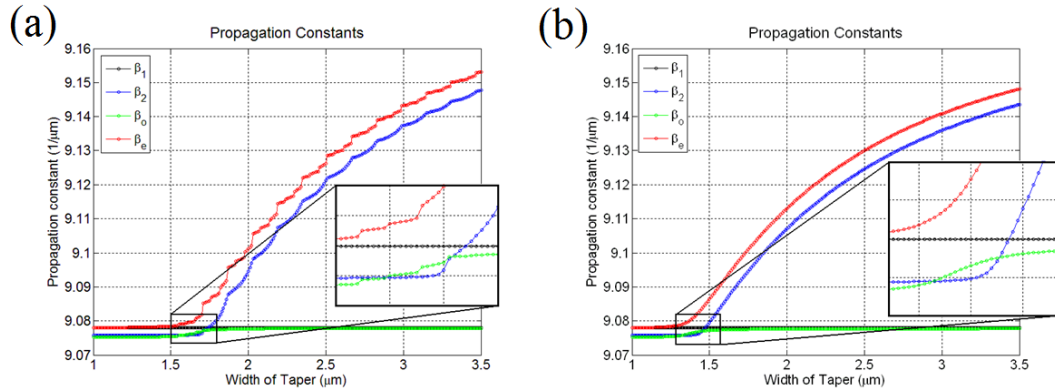 (a)
Propagation Constants
Propagation constant (1/μm)
9.16
9.15
9.14
9.13
9.12
9.11
9.1
9.09
9.08
9.07
β1
β2
βo
βe
1
1.5
2
2.5
3
3.5
Width of Taper (μm)
(b)
Propagation Constants
Propagation constant (1/μm)
9.16
9.15
9.14
9.13
9.12
9.11
9.1
9.09
9.08
9.07
β1
β2
βo
βe
1
1.5
2
2.5
3
3.5
Width of Taper (μm)